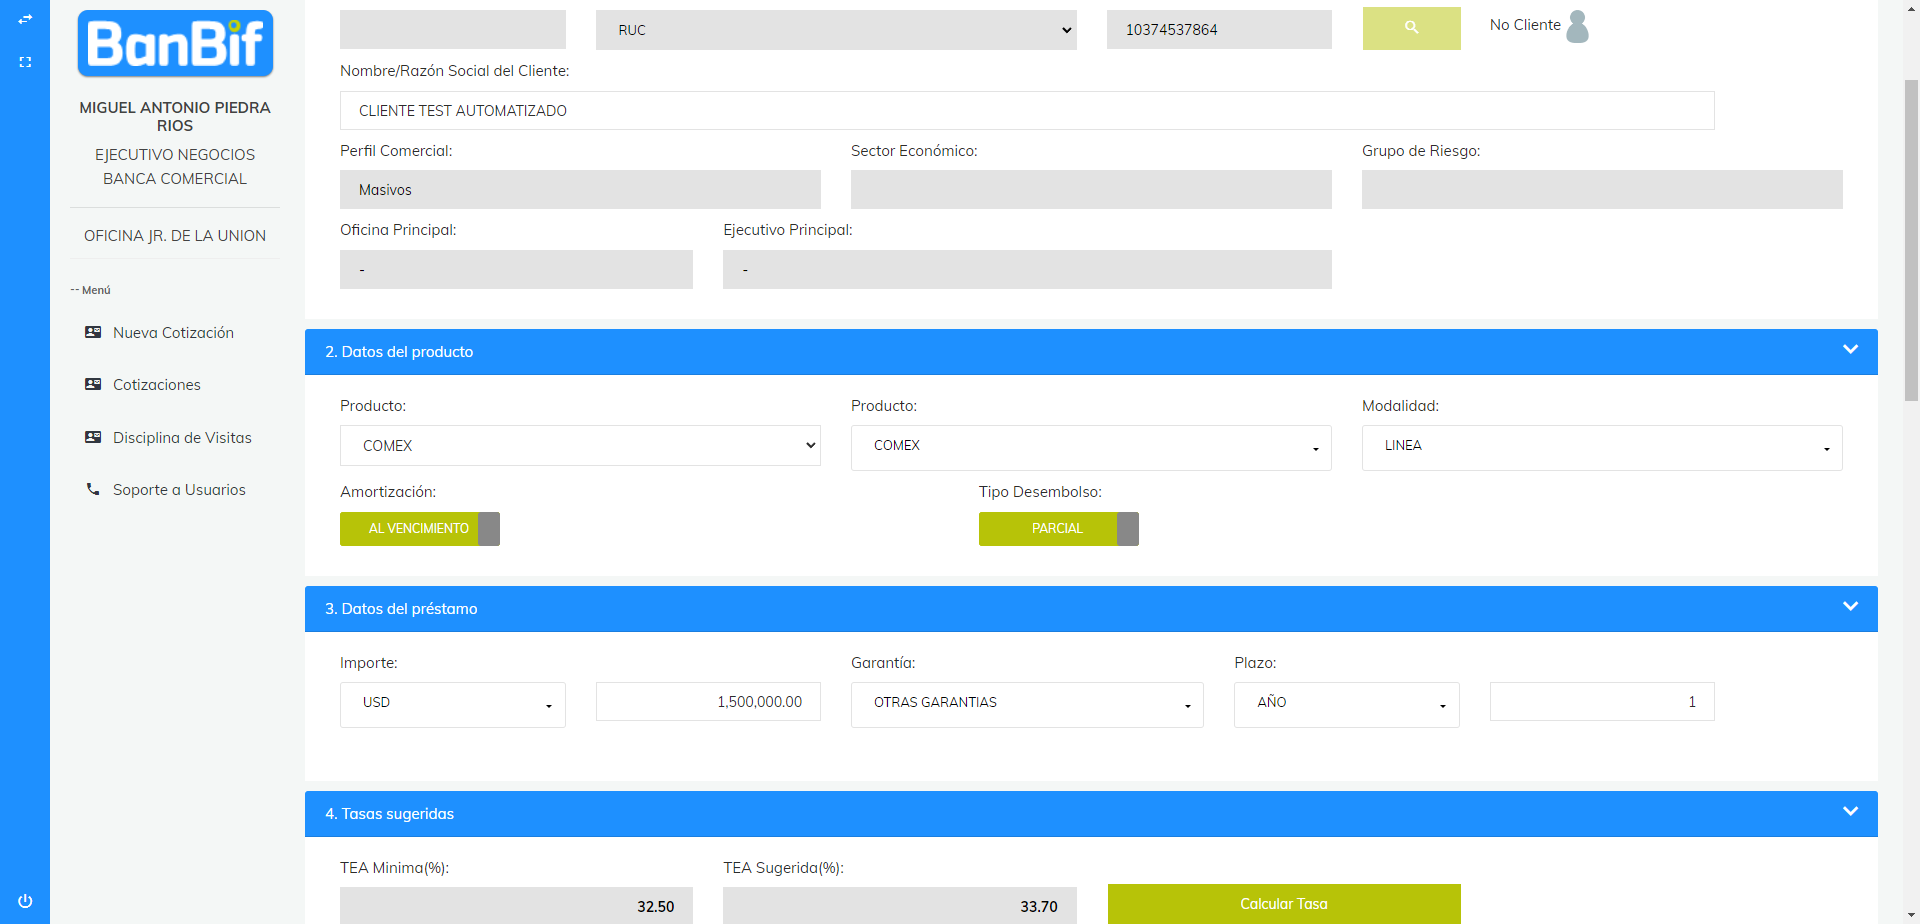 BanBif
MIGUEL ANTONIO PIEDRA
RIOS
EJECUTIVO NEGOCIOS
BANCA COMERCIAL
OFICINA JR. DE LA UNION
-- Menú
Nueva Cotización
Cotizaciones
Disciplina de Visitas
Soporte a Usuarios
RUC
10374537864
No Cliente
Nombre/Razón Social del Cliente:
CLIENTE TEST AUTOMATIZADO
Perfil Comercial: Sector Económico: Grupo de Riesgo:
Masivos
Oficina Principal: Ejecutivo Principal:
- -
2. Datos del producto
Producto: Producto: Modalidad:
COMEX COMEX LINEA
Amortización: Tipo Desembolso:
AL VENCIMIENTO PARCIAL
3. Datos del préstamo
Importe: Garantía: Plazo:
USD 1,500,000.00 OTRAS GARANTIAS AÑO 1
4. Tasas sugeridas
TEA Minima(%): TEA Sugerida(%):
32.50 33.70 Calcular Tasa